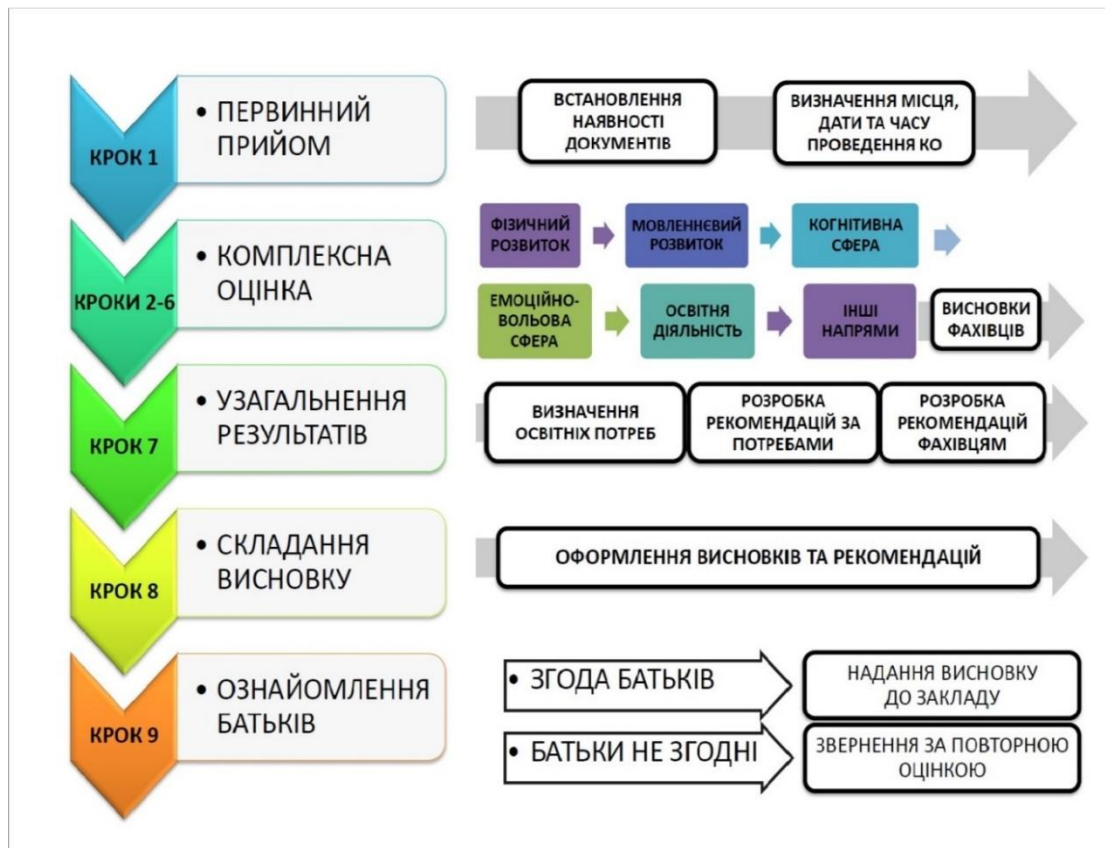 КРОК 1
• ПЕРВИННИЙ
ПРИЙОМ
ВСТАНОВЛЕННЯ
НАЯВНОСТІ
ДОКУМЕНТІВ
ВИЗНАЧЕННЯ МІСЦЯ,
ДАТИ ТА ЧАСУ
ПРОВЕДЕННЯ КО
КРОКИ 2-6
• КОМПЛЕКСНА
ОЦІНКА
ФІЗИЧНИЙ
РОЗВИТОК
МОВЛЕННЄВИЙ
РОЗВИТОК
КОГНІТИВНА
СФЕРА
ЕМОЦІЙНО-
ВОЛЬОВА
СФЕРА
ОСВІТНЯ
ДІЯЛЬНІСТЬ
ІНШІ
НАПРЯМИ
ВИСНОВКИ
ФАХІВЦІВ
КРОК 7
• УЗАГАЛЬНЕННЯ
РЕЗУЛЬТАТІВ
ВИЗНАЧЕННЯ
ОСВІТНІХ ПОТРЕБ
РОЗРОБКА
РЕКОМЕНДАЦІЙ ЗА
ПОТРЕБАМИ
РОЗРОБКА
РЕКОМЕНДАЦІЙ
ФАХІВЦЯМ
КРОК 8
• СКЛАДАННЯ
ВИСНОВКУ
ОФОРМЛЕННЯ ВИСНОВКІВ ТА РЕКОМЕНДАЦІЙ
КРОК 9
• ОЗНАЙОМЛЕННЯ
БАТЬКІВ
• ЗГОДА БАТЬКІВ
НАДАННЯ ВИСНОВКУ
ДО ЗАКЛАДУ
• БАТЬКИ НЕ ЗГОДНІ
ЗВЕРНЕННЯ ЗА ПОВТОРНОЮ
ОЦІНКОЮ